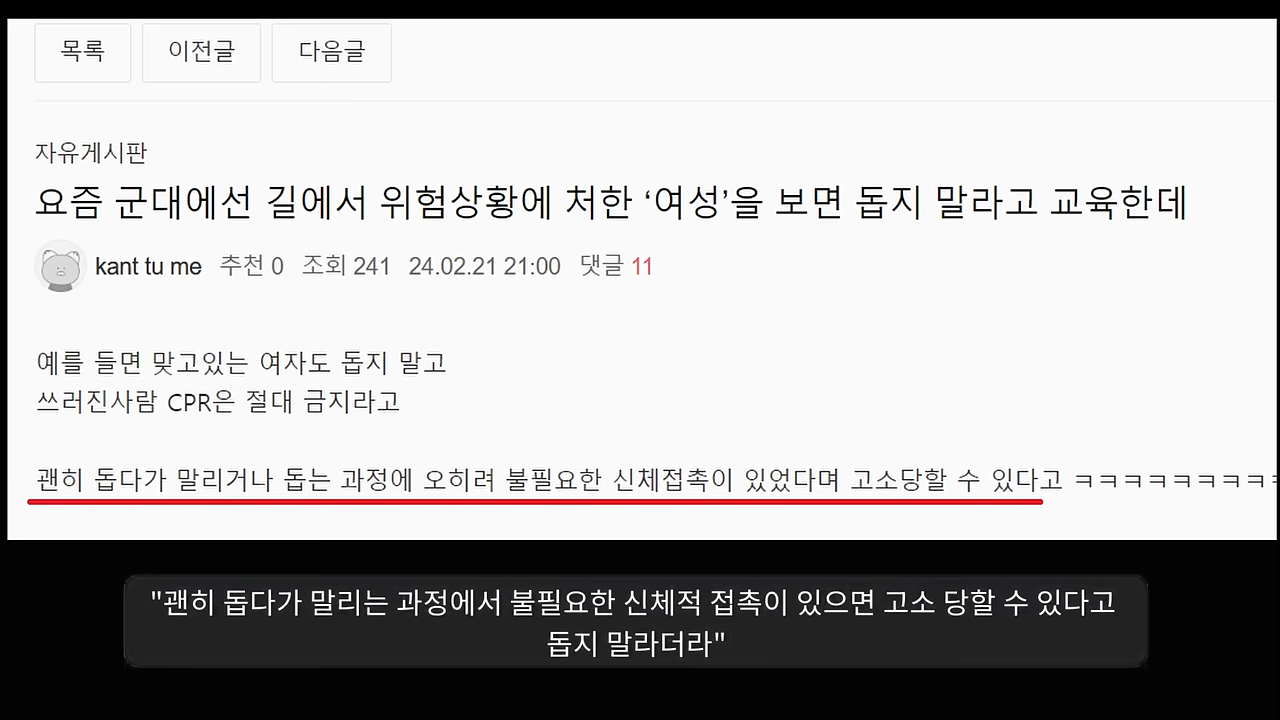 목록 이전글 다음글
자유게시판
요즘 군대에선 길에서 위험상황에 처한 ‘여성’을 보면 돕지 말라고 교육한데
kant tu me 추천 0 조회 241 24.02.21 21:00 댓글 11
예를 들면 맞고있는 여자도 돕지 말고
쓰러진사람 CPR은 절대 금지라고
괜히 돕다가 말리거나 돕는 과정에 오히려 불필요한 신체접촉이 있었다며 고소당할 수 있다고 ㅋㅋㅋㅋㅋㅋㅋㅋㅋ
"괜히 돕다가 말리는 과정에서 불필요한 신체적 접촉이 있으면 고소 당할 수 있다고
돕지 말라더라"